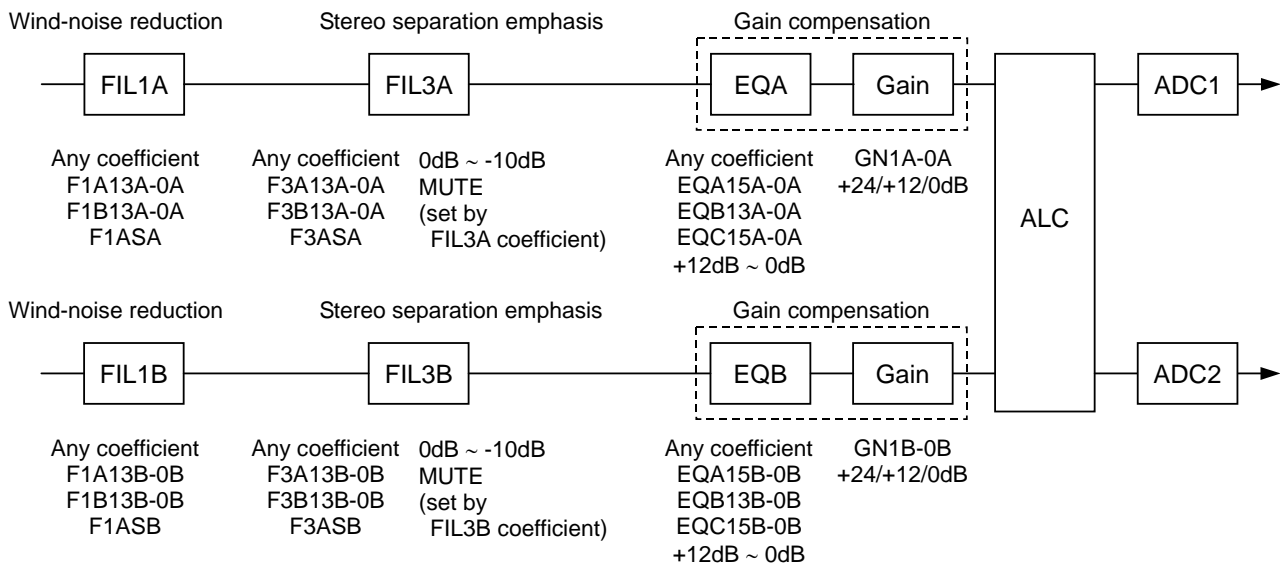 Wind-noise reduction
Stereo separation emphasis
Gain compensation
FIL1A
FIL3A
EQA
Gain
ADC1
Any coefficient
F1A13A-0A
F1B13A-0A
F1ASA
Any coefficient
F3A13A-0A
F3B13A-0A
F3ASA
0dB ~ -10dB
MUTE
(set by
FIL3A coefficient)
Any coefficient
EQA15A-0A
EQB13A-0A
EQC15A-0A
+12dB ~ 0dB
GN1A-0A
+24/+12/0dB
ALC
Wind-noise reduction
Stereo separation emphasis
Gain compensation
FIL1B
FIL3B
EQB
Gain
ADC2
Any coefficient
F1A13B-0B
F1B13B-0B
F1ASB
Any coefficient
F3A13B-0B
F3B13B-0B
F3ASB
0dB ~ -10dB
MUTE
(set by
FIL3B coefficient)
Any coefficient
EQA15B-0B
EQB13B-0B
EQC15B-0B
+12dB ~ 0dB
GN1B-0B
+24/+12/0dB